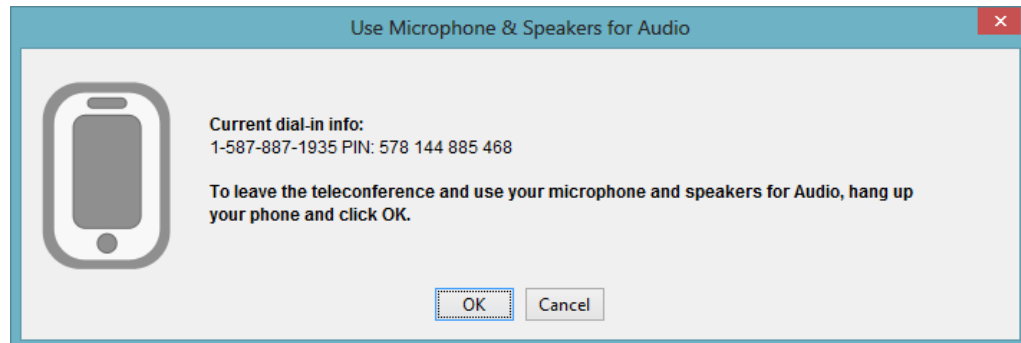 Use Microphone & Speakers for Audio
Current dial-in info:
1-587-887-1935 PIN: 578 144 885 468
To leave the teleconference and use your microphone and speakers for Audio, hang up
your phone and click OK.
OK
Cancel